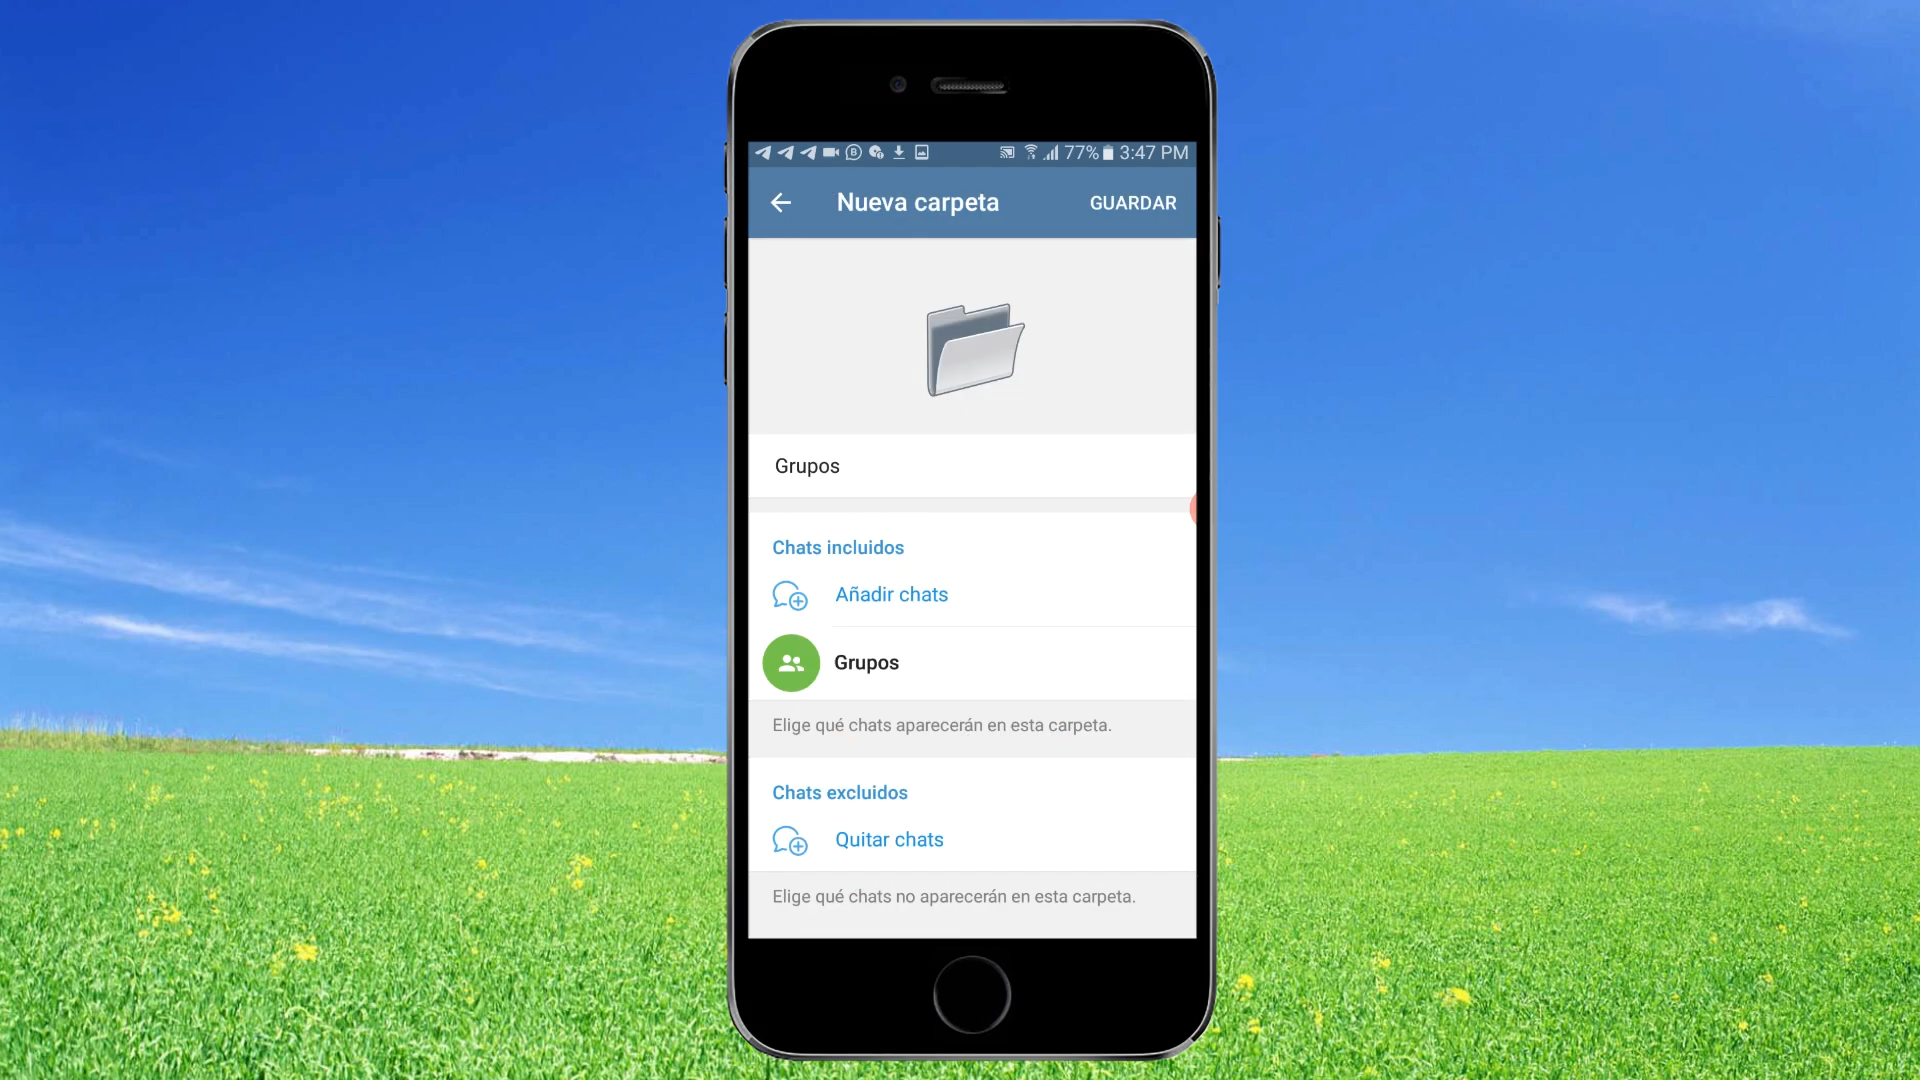 77% 3:47 PM
Nueva carpeta GUARDAR
Grupos
Chats incluidos
Añadir chats
Grupos
Elige qué chats aparecerán en esta carpeta.
Chats excluidos
Quitar chats
Elige qué chats no aparecerán en esta carpeta.